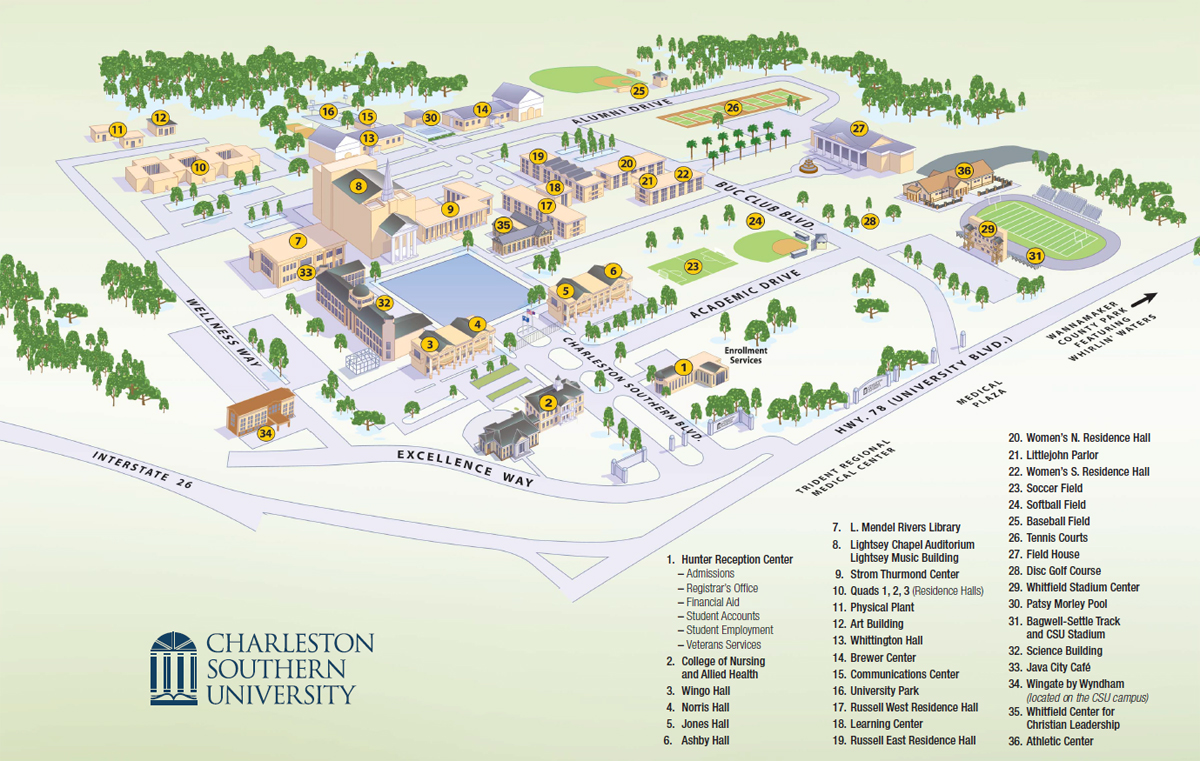 11
12
16
15
30
14
25
26
13
27
10
19
20
8
18
21
22
36
9
17
24
28
35
29
7
33
6
23
31
5
32
4
3
1
2
34
ALUMNI DRIVE
BUC CLUB BLVD.
ACADEMIC DRIVE
WELLNESS WAY
CHARLESTON SOUTHERN BLVD.
Enrollment
Services
WANNAMAKER
COUNTY PARK
FEATURING
WHIRLIN' WATERS
HWY. 78 (UNIVERSITY BLVD.)
MEDICAL
PLAZA
TRIDENT REGIONAL
MEDICAL CENTER
EXCELLENCE WAY
INTERSTATE 26
CHARLESTON
SOUTHERN
UNIVERSITY
1. Hunter Reception Center
– Admissions
– Registrar's Office
– Financial Aid
– Student Accounts
– Student Employment
– Veterans Services
2. College of Nursing
and Allied Health
3. Wingo Hall
4. Norris Hall
5. Jones Hall
6. Ashby Hall
7. L. Mendel Rivers Library
8. Lightsey Chapel Auditorium
Lightsey Music Building
9. Strom Thurmond Center
10. Quads 1, 2, 3 (Residence Halls)
11. Physical Plant
12. Art Building
13. Whittington Hall
14. Brewer Center
15. Communications Center
16. University Park
17. Russell West Residence Hall
18. Learning Center
19. Russell East Residence Hall
20. Women's N. Residence Hall
21. Littlejohn Parlor
22. Women's S. Residence Hall
23. Soccer Field
24. Softball Field
25. Baseball Field
26. Tennis Courts
27. Field House
28. Disc Golf Course
29. Whitfield Stadium Center
30. Patsy Morley Pool
31. Bagwell-Settle Track
and CSU Stadium
32. Science Building
33. Java City Café
34. Wingate by Wyndham
(located on the CSU campus)
35. Whitfield Center for
Christian Leadership
36. Athletic Center